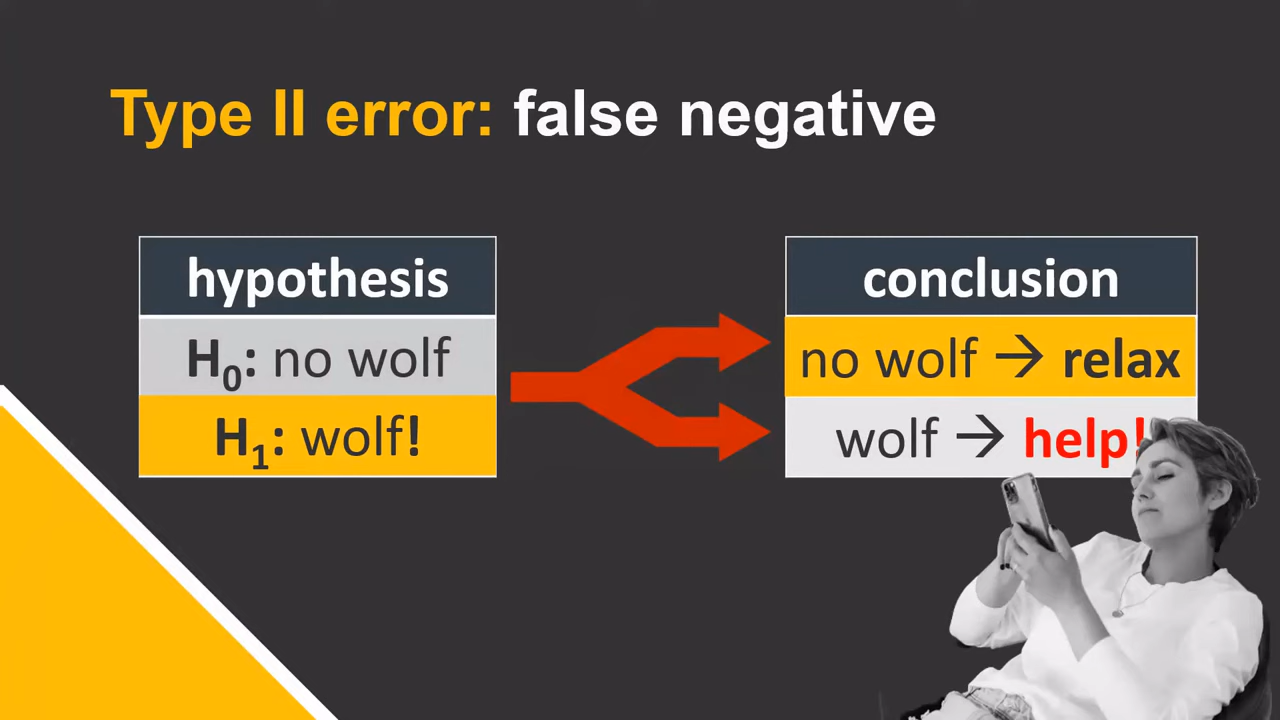 Type II error: false negative
hypothesis
H₀: no wolf
H₁: wolf!
conclusion
no wolf → relax
wolf → help!